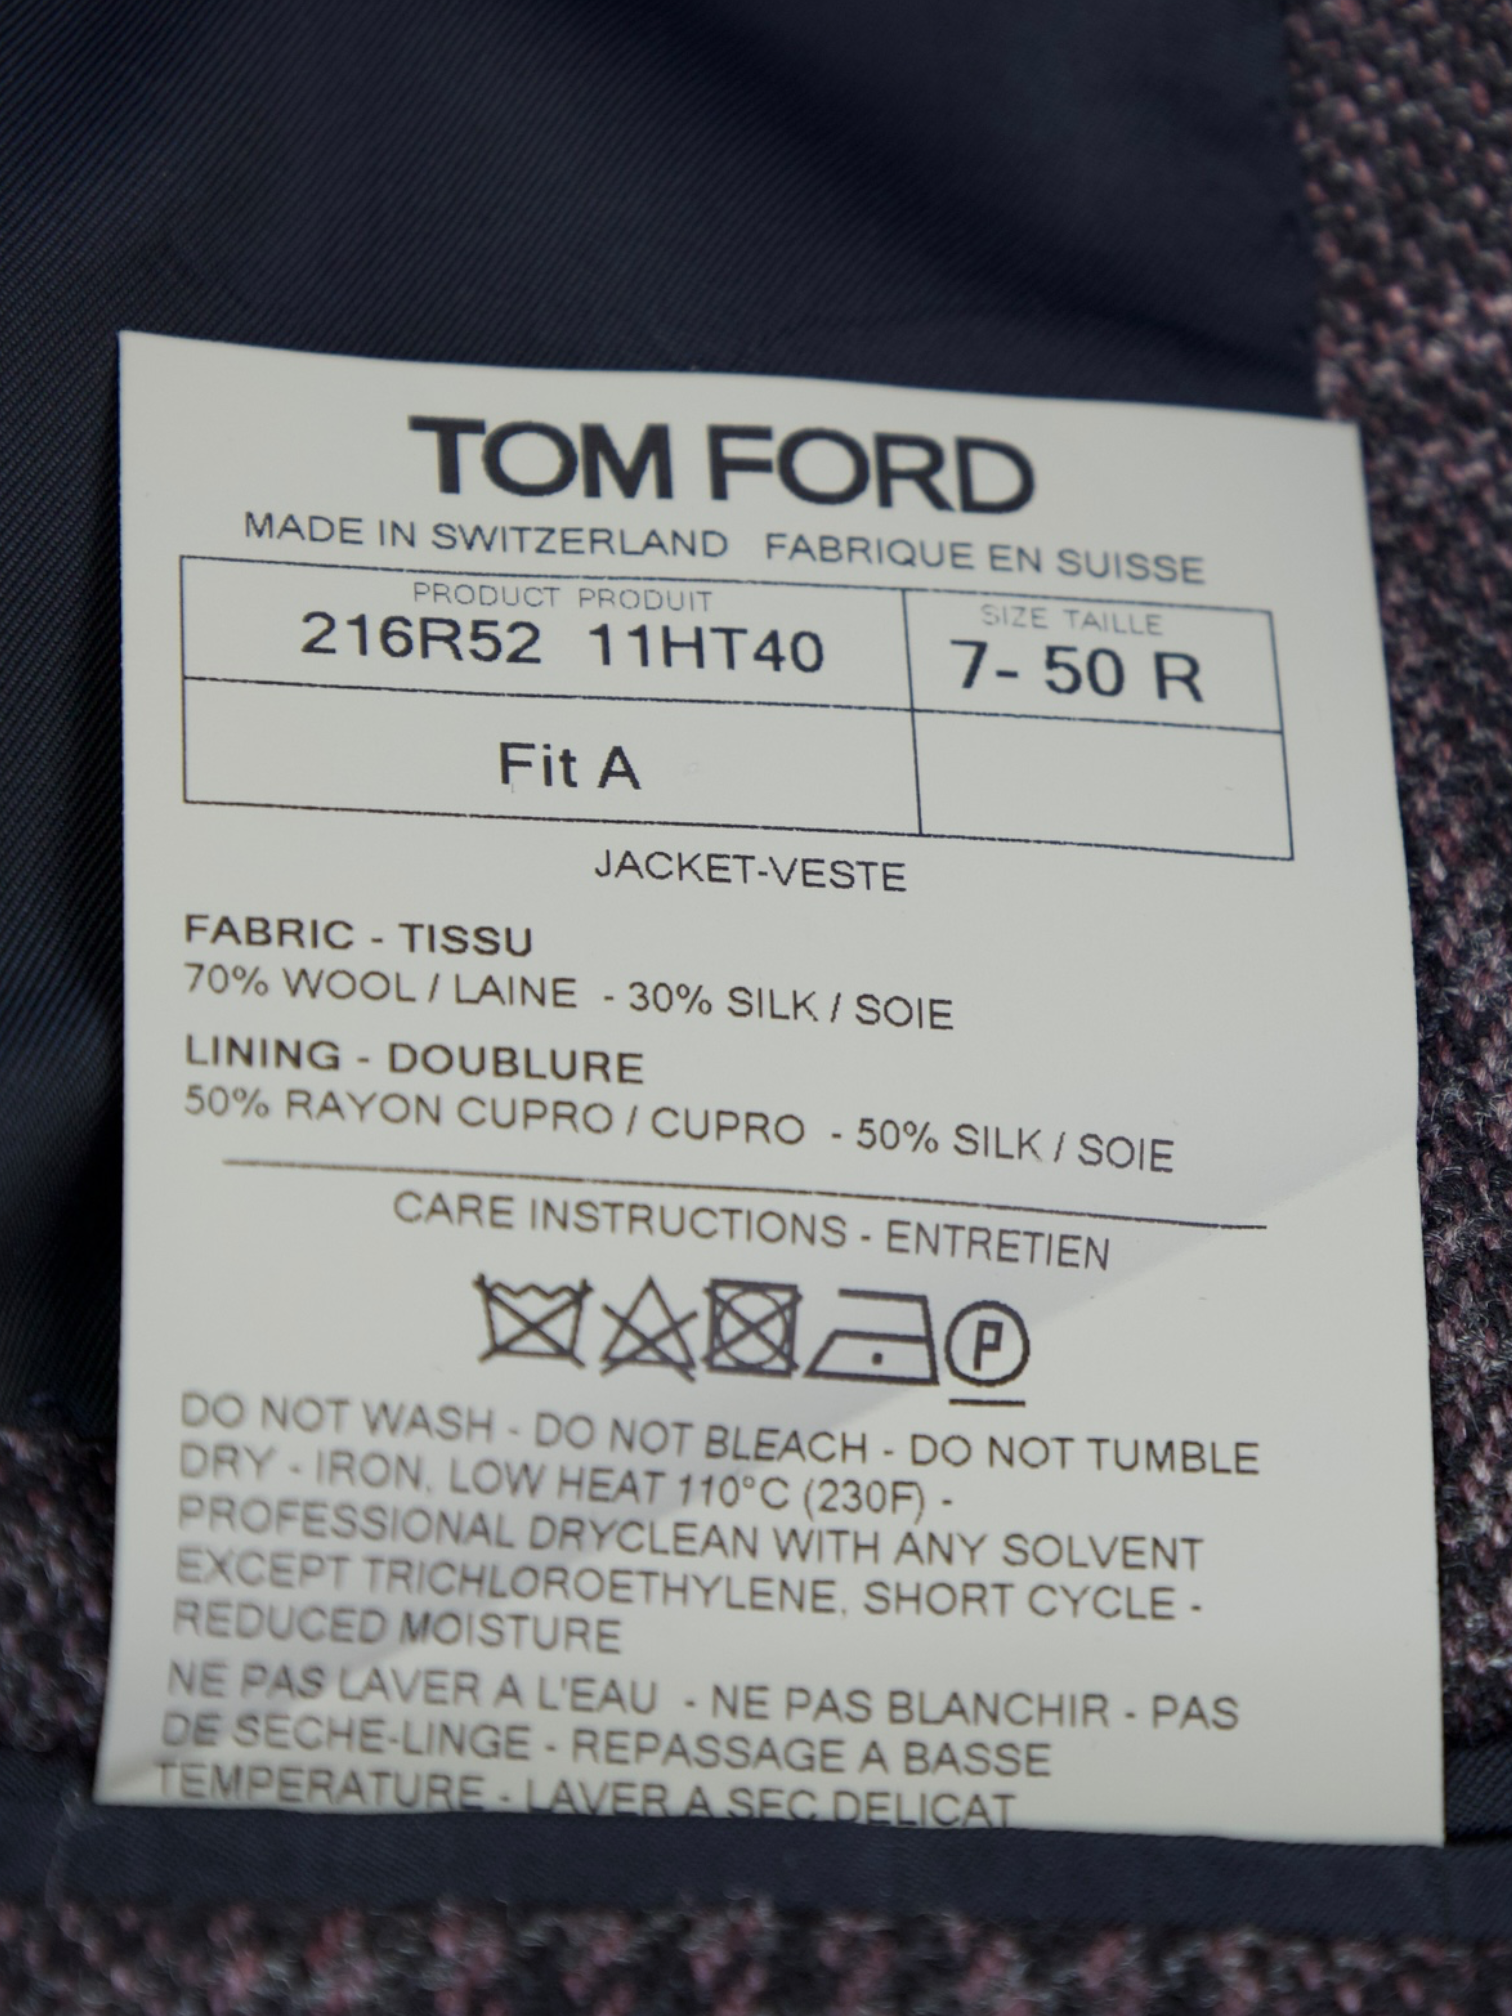 TOM FORD
MADE IN SWITZERLAND FABRIQUE EN SUISSE
PRODUCT PRODUIT
216R52 11HT40
SIZE TAILLE
7- 50 R
Fit A
JACKET-VESTE
FABRIC - TISSU
70% WOOL / LAINE - 30% SILK / SOIE
LINING - DOUBLURE
50% RAYON CUPRO / CUPRO - 50% SILK / SOIE
CARE INSTRUCTIONS - ENTRETIEN
P
DO NOT WASH - DO NOT BLEACH - DO NOT TUMBLE
DRY - IRON, LOW HEAT 110°C (230F) -
PROFESSIONAL DRYCLEAN WITH ANY SOLVENT
EXCEPT TRICHLOROETHYLENE, SHORT CYCLE -
REDUCED MOISTURE
NE PAS LAVER A L'EAU - NE PAS BLANCHIR - PAS
DE SECHE-LINGE - REPASSAGE A BASSE
TEMPERATURE - LAVER A SEC DELICAT